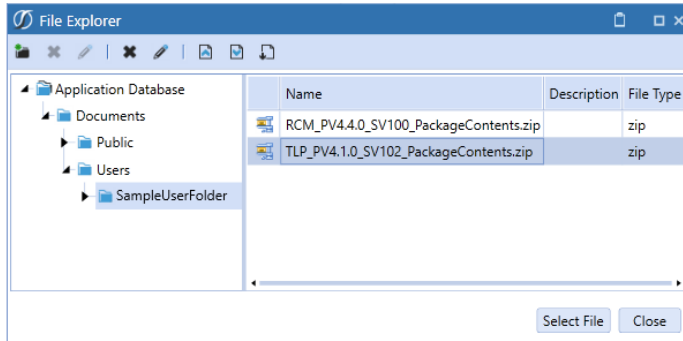 File Explorer
Application Database
Documents
Public
Users
SampleUserFolder
Name Description File Type
RCM_PV4.4.0_SV100_PackageContents.zip zip
TLP_PV4.1.0_SV102_PackageContents.zip zip
Select File Close